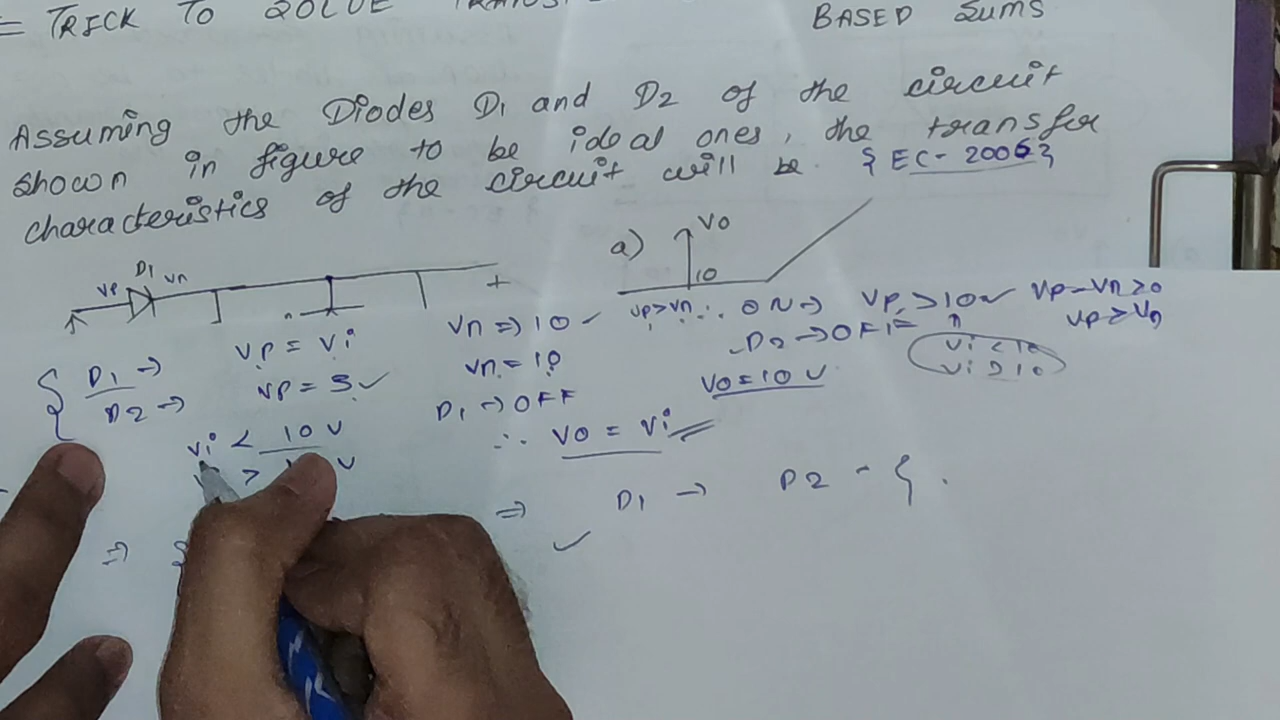 = TRICK TO SOLVE
BASED SUMS
Assuming the Diodes D1 and D2 of the circuit
shown in figure to be ideal ones, the transfer
characteristics of the circuit will be. { EC- 2006 }
a) VO
10
D1
VP Vn
+
VP = Vi Vn => 10 ✓ VP>Vn ∴ ON → VP > 10 ✓ VP-Vn>0
VP > Vn
{ D1 → VP = 5 ✓ Vn = 10 D2 → OFF Vi < 10
D2 → D1 → OFF VO = 10 V Vi > 10
Vi < 10 V ∴ VO = Vi
> V
=> D1 → D2 - {
=> ✓